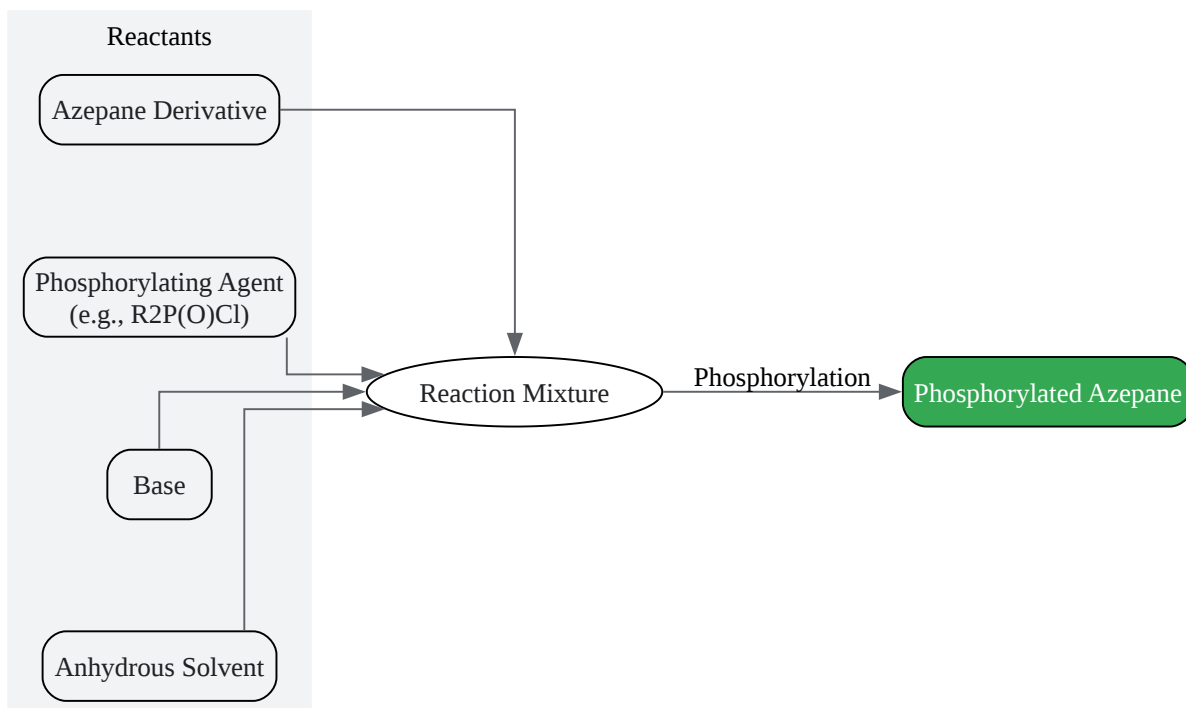 Reactants
Azepane Derivative
Phosphorylating Agent
(e.g., R2P(O)Cl)
Base
Anhydrous Solvent
Reaction Mixture
Phosphorylation
Phosphorylated Azepane